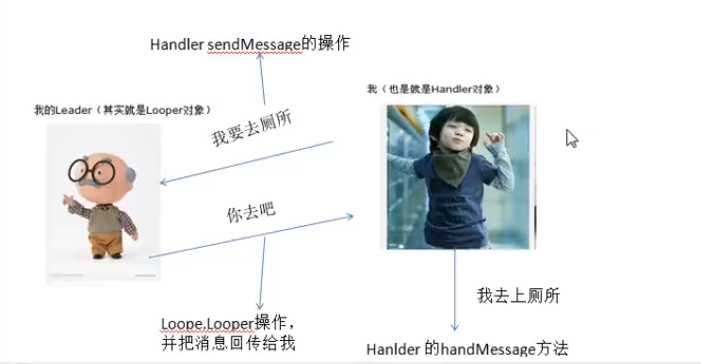 Handler sendMessage的操作
我（也是就是Handler对象）
我的Leader（其实就是Looper对象）
我要去厕所
你去吧
我去上厕所
Loope.Looper操作，
并把消息回传给我
Hanlder 的handMessage方法